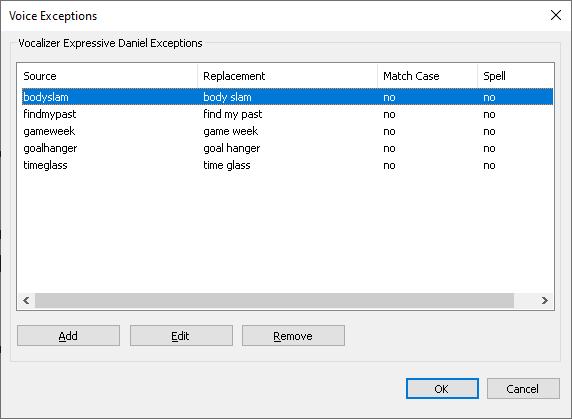 Voice Exceptions
Vocalizer Expressive Daniel Exceptions
Source Replacement Match Case Spell
bodyslam body slam no no
findmypast find my past no no
gameweek game week no no
goalhanger goal hanger no no
timeglass time glass no no
Add Edit Remove
OK Cancel